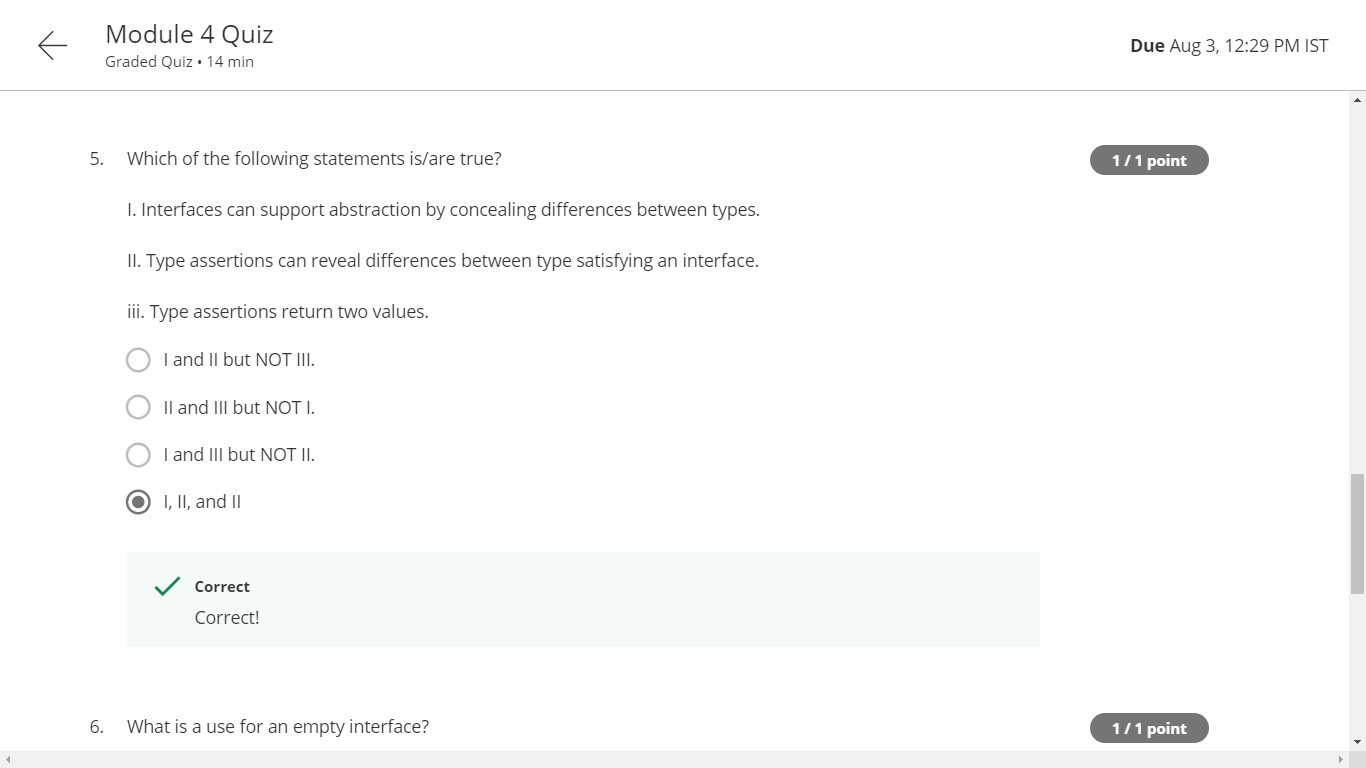 Module 4 Quiz
Graded Quiz • 14 min
Due Aug 3, 12:29 PM IST
5. Which of the following statements is/are true?
1 / 1 point
I. Interfaces can support abstraction by concealing differences between types.
II. Type assertions can reveal differences between type satisfying an interface.
iii. Type assertions return two values.
I and II but NOT III.
II and III but NOT I.
I and III but NOT II.
I, II, and II
Correct
Correct!
6. What is a use for an empty interface?
1 / 1 point